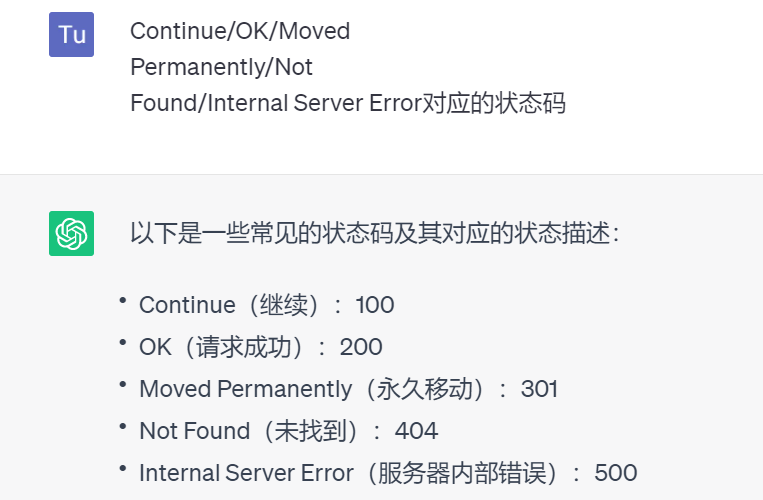 Tu
Continue/OK/Moved
Permanently/Not
Found/Internal Server Error对应的状态码
以下是一些常见的状态码及其对应的状态描述：
• Continue（继续）：100
• OK（请求成功）：200
• Moved Permanently（永久移动）：301
• Not Found（未找到）：404
• Internal Server Error（服务器内部错误）：500